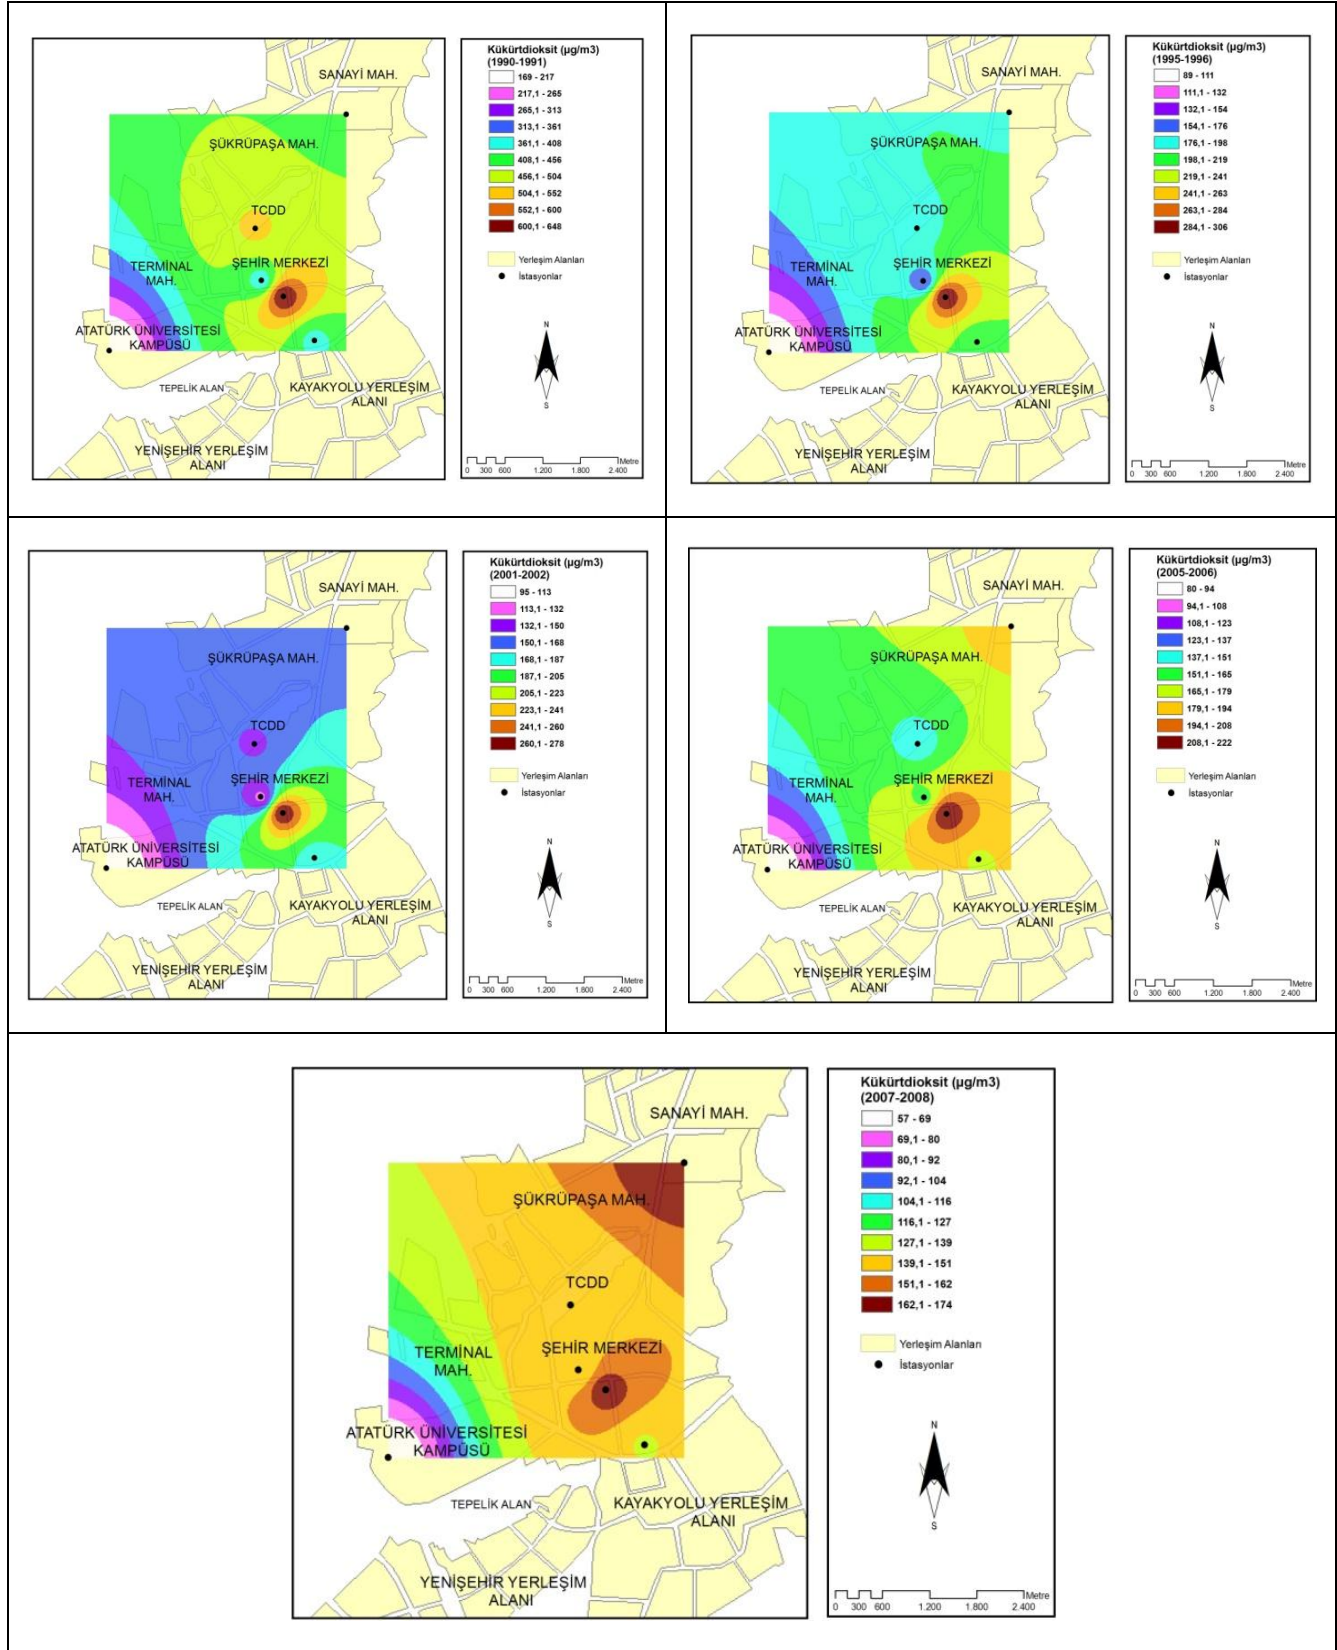 SANAYİ MAH.
ŞÜKRÜPAŞA MAH.
TCDD
ŞEHİR MERKEZİ
TERMİNAL
MAH.
ATATÜRK ÜNİVERSİTESİ
KAMPÜSÜ
TEPELİK ALAN
KAYAKYOLU YERLEŞİM
ALANI
YENİŞEHİR YERLEŞİM
ALANI
Kükürtdioksit (µg/m3)
(1990-1991)
169 - 217
217,1 - 265
265,1 - 313
313,1 - 361
361,1 - 408
408,1 - 456
456,1 - 504
504,1 - 552
552,1 - 600
600,1 - 648
Yerleşim Alanları
İstasyonlar
N
S
Metre
0 300 600 1.200 1.800 2.400
SANAYİ MAH.
ŞÜKRÜPAŞA MAH.
TCDD
ŞEHİR MERKEZİ
TERMİNAL
MAH.
ATATÜRK ÜNİVERSİTESİ
KAMPÜSÜ
TEPELİK ALAN
KAYAKYOLU YERLEŞİM
ALANI
YENİŞEHİR YERLEŞİM
ALANI
Kükürtdioksit (µg/m3)
(1995-1996)
89 - 111
111,1 - 132
132,1 - 154
154,1 - 176
176,1 - 198
198,1 - 219
219,1 - 241
241,1 - 263
263,1 - 284
284,1 - 306
Yerleşim Alanları
İstasyonlar
N
S
Metre
0 300 600 1.200 1.800 2.400
SANAYİ MAH.
ŞÜKRÜPAŞA MAH.
TCDD
ŞEHİR MERKEZİ
TERMİNAL
MAH.
ATATÜRK ÜNİVERSİTESİ
KAMPÜSÜ
TEPELİK ALAN
KAYAKYOLU YERLEŞİM
ALANI
YENİŞEHİR YERLEŞİM
ALANI
Kükürtdioksit (µg/m3)
(2001-2002)
95 - 113
113,1 - 132
132,1 - 150
150,1 - 168
168,1 - 187
187,1 - 205
205,1 - 223
223,1 - 241
241,1 - 260
260,1 - 278
Yerleşim Alanları
İstasyonlar
N
S
Metre
0 300 600 1.200 1.800 2.400
SANAYİ MAH.
ŞÜKRÜPAŞA MAH.
TCDD
ŞEHİR MERKEZİ
TERMİNAL
MAH.
ATATÜRK ÜNİVERSİTESİ
KAMPÜSÜ
TEPELİK ALAN
KAYAKYOLU YERLEŞİM
ALANI
YENİŞEHİR YERLEŞİM
ALANI
Kükürtdioksit (µg/m3)
(2005-2006)
80 - 94
94,1 - 108
108,1 - 123
123,1 - 137
137,1 - 151
151,1 - 165
165,1 - 179
179,1 - 194
194,1 - 208
208,1 - 222
Yerleşim Alanları
İstasyonlar
N
S
Metre
0 300 600 1.200 1.800 2.400
SANAYİ MAH.
ŞÜKRÜPAŞA MAH.
TCDD
ŞEHİR MERKEZİ
TERMİNAL
MAH.
ATATÜRK ÜNİVERSİTESİ
KAMPÜSÜ
TEPELİK ALAN
KAYAKYOLU YERLEŞİM
ALANI
YENİŞEHİR YERLEŞİM
ALANI
Kükürtdioksit (µg/m3)
(2007-2008)
57 - 69
69,1 - 80
80,1 - 92
92,1 - 104
104,1 - 116
116,1 - 127
127,1 - 139
139,1 - 151
151,1 - 162
162,1 - 174
Yerleşim Alanları
İstasyonlar
N
S
Metre
0 300 600 1.200 1.800 2.400